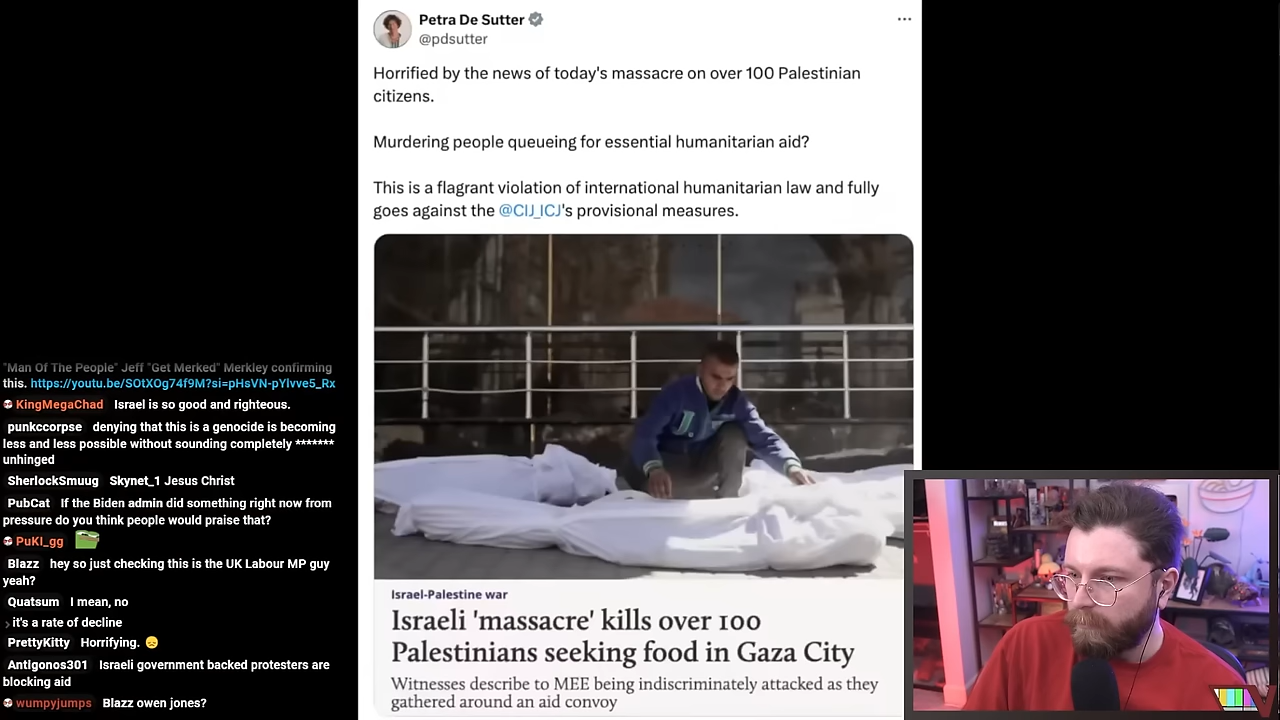 Petra De Sutter
@pdsutter
Horrified by the news of today's massacre on over 100 Palestinian
citizens.
Murdering people queueing for essential humanitarian aid?
This is a flagrant violation of international humanitarian law and fully
goes against the @CIJ_ICJ's provisional measures.
J
Israel-Palestine war
Israeli 'massacre' kills over 100
Palestinians seeking food in Gaza City
Witnesses describe to MEE being indiscriminately attacked as they
gathered around an aid convoy
"Man Of The People" Jeff "Get Merked" Merkley confirming
this. https://youtu.be/SOtXOg74f9M?si=pHsVN-pYlvve5_Rx
KingMegaChad Israel is so good and righteous.
punkccorpse denying that this is a genocide is becoming
less and less possible without sounding completely *******
unhinged
SherlockSmuug Skynet_1 Jesus Christ
PubCat If the Biden admin did something right now from
pressure do you think people would praise that?
PuKI_gg
Blazz hey so just checking this is the UK Labour MP guy
yeah?
Quatsum I mean, no
it's a rate of decline
PrettyKitty Horrifying.
Antigonos301 Israeli government backed protesters are
blocking aid
wumpyjumps Blazz owen jones?